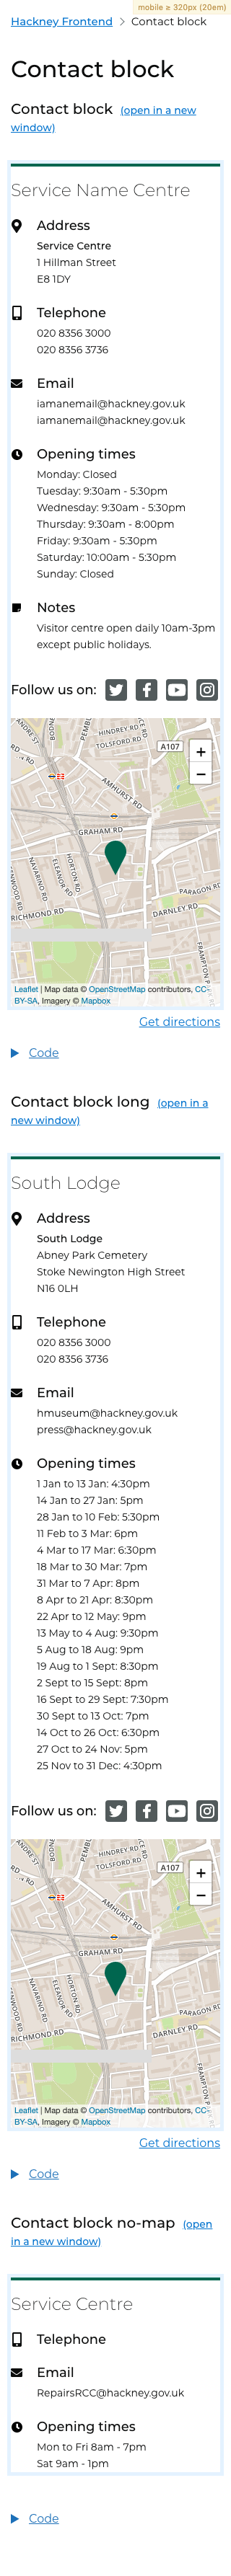 mobile ≥ 320px (20em)
Hackney Frontend > Contact block
Contact block
Contact block (open in a new
window)
Service Name Centre
Address
Service Centre
1 Hillman Street
E8 1DY
Telephone
020 8356 3000
020 8356 3736
Email
iamanemail@hackney.gov.uk
iamanemail@hackney.gov.uk
Opening times
Monday: Closed
Tuesday: 9:30am - 5:30pm
Wednesday: 9:30am - 5:30pm
Thursday: 9:30am - 8:00pm
Friday: 9:30am - 5:30pm
Saturday: 10:00am - 5:30pm
Sunday: Closed
Notes
Visitor centre open daily 10am-3pm
except public holidays.
Follow us on:
HINDREY RD
TOLSFORD RD
A107
+
−
AMHURST RD
GRAHAM RD
NAVARINO RD
ELEANOR RD
HORTON RD
PARAGON RD
DARNLEY RD
RICHMOND RD
FRAMPTON P
Leaflet | Map data © OpenStreetMap contributors, CC-
BY-SA, Imagery © Mapbox
Get directions
Code
Contact block long (open in a
new window)
South Lodge
Address
South Lodge
Abney Park Cemetery
Stoke Newington High Street
N16 0LH
Telephone
020 8356 3000
020 8356 3736
Email
hmuseum@hackney.gov.uk
press@hackney.gov.uk
Opening times
1 Jan to 13 Jan: 4:30pm
14 Jan to 27 Jan: 5pm
28 Jan to 10 Feb: 5:30pm
11 Feb to 3 Mar: 6pm
4 Mar to 17 Mar: 6:30pm
18 Mar to 30 Mar: 7pm
31 Mar to 7 Apr: 8pm
8 Apr to 21 Apr: 8:30pm
22 Apr to 12 May: 9pm
13 May to 4 Aug: 9:30pm
5 Aug to 18 Aug: 9pm
19 Aug to 1 Sept: 8:30pm
2 Sept to 15 Sept: 8pm
16 Sept to 29 Sept: 7:30pm
30 Sept to 13 Oct: 7pm
14 Oct to 26 Oct: 6:30pm
27 Oct to 24 Nov: 5pm
25 Nov to 31 Dec: 4:30pm
Follow us on:
HINDREY RD
TOLSFORD RD
A107
+
−
AMHURST RD
GRAHAM RD
NAVARINO RD
ELEANOR RD
HORTON RD
PARAGON RD
DARNLEY RD
RICHMOND RD
FRAMPTON P
Leaflet | Map data © OpenStreetMap contributors, CC-
BY-SA, Imagery © Mapbox
Get directions
Code
Contact block no-map (open
in a new window)
Service Centre
Telephone
Email
RepairsRCC@hackney.gov.uk
Opening times
Mon to Fri 8am - 7pm
Sat 9am - 1pm
Code